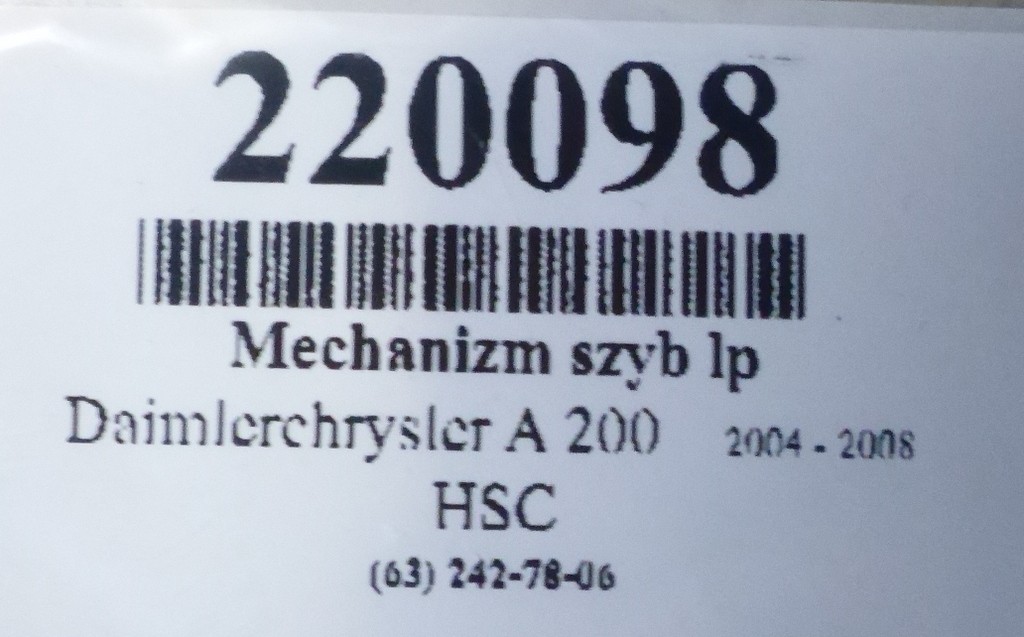 220098
Mechanizm szyb lp
Daimlerchrysler A 200 2004 - 2008
HSC
(63) 242-78-06